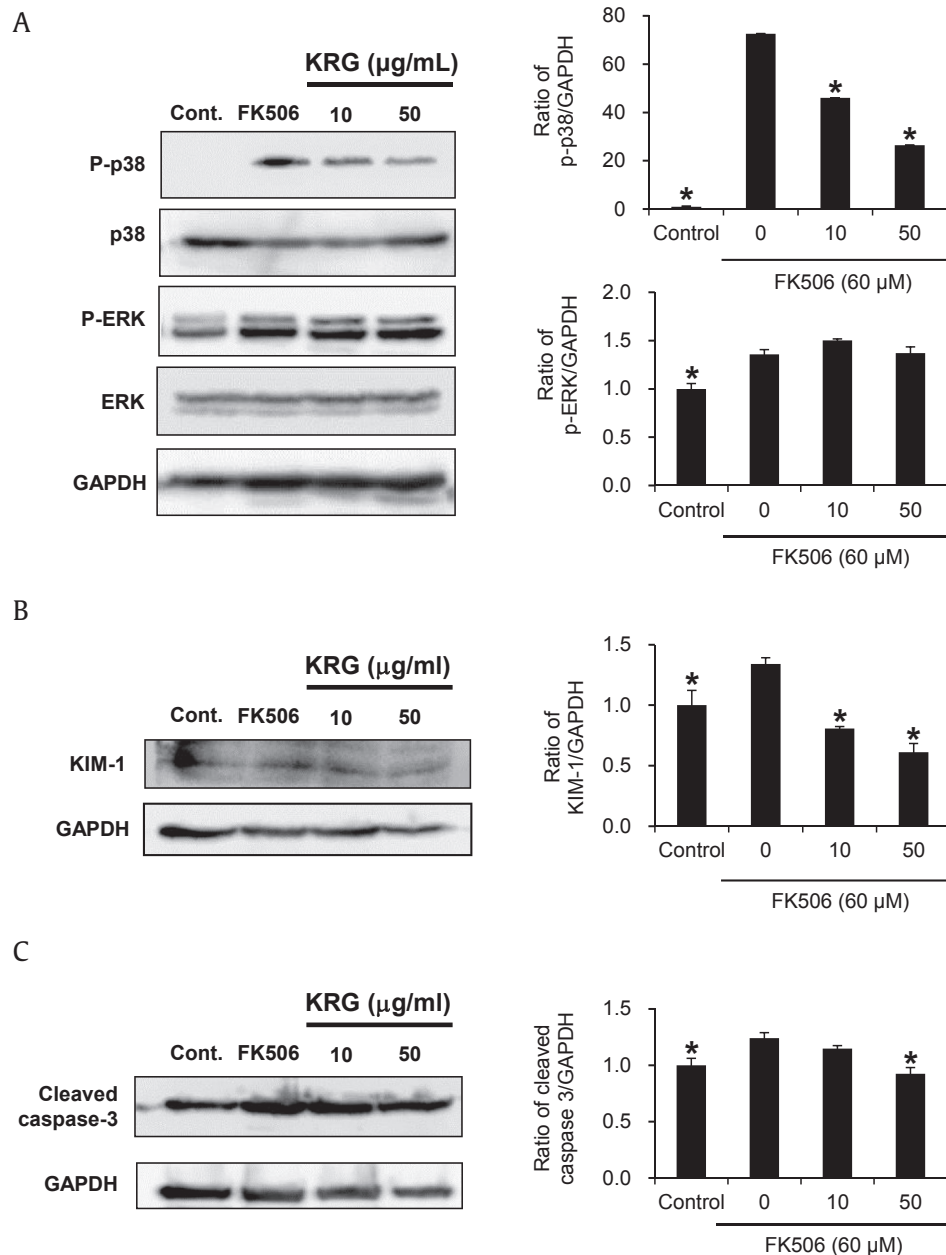 A
KRG (µg/mL)
Cont. FK506 10 50
P-p38
p38
P-ERK
ERK
GAPDH
Ratio of
p-p38/GAPDH
80
60
40
20
0
*
*
*
Control 0 10 50
FK506 (60 µM)
Ratio of
p-ERK/GAPDH
2.0
1.5
1.0
0.5
0.0
*
Control 0 10 50
FK506 (60 µM)
B
KRG (µg/ml)
Cont. FK506 10 50
KIM-1
GAPDH
Ratio of
KIM-1/GAPDH
1.5
1.0
0.5
0.0
*
*
*
Control 0 10 50
FK506 (60 µM)
C
KRG (µg/ml)
Cont. FK506 10 50
Cleaved
caspase-3
GAPDH
Ratio of cleaved
caspase 3/GAPDH
1.5
1.0
0.5
0.0
*
*
Control 0 10 50
FK506 (60 µM)